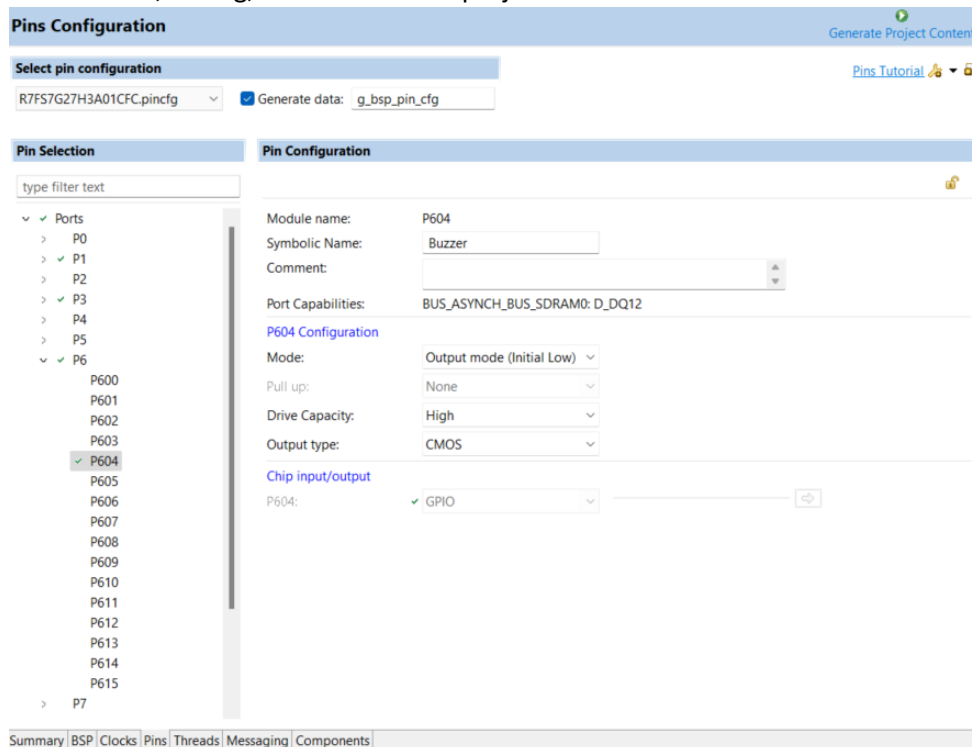 Pins Configuration
Generate Project Content
Select pin configuration
Pins Tutorial
R7FS7G27H3A01CFC.pincfg
Generate data: g_bsp_pin_cfg
Pin Selection
Pin Configuration
type filter text
Ports
P0
P1
P2
P3
P4
P5
P6
P600
P601
P602
P603
P604
P605
P606
P607
P608
P609
P610
P611
P612
P613
P614
P615
P7
Module name: P604
Symbolic Name: Buzzer
Comment:
Port Capabilities: BUS_ASYNCH_BUS_SDRAM0: D_DQ12
P604 Configuration
Mode: Output mode (Initial Low)
Pull up: None
Drive Capacity: High
Output type: CMOS
Chip input/output
P604: GPIO
Summary BSP Clocks Pins Threads Messaging Components